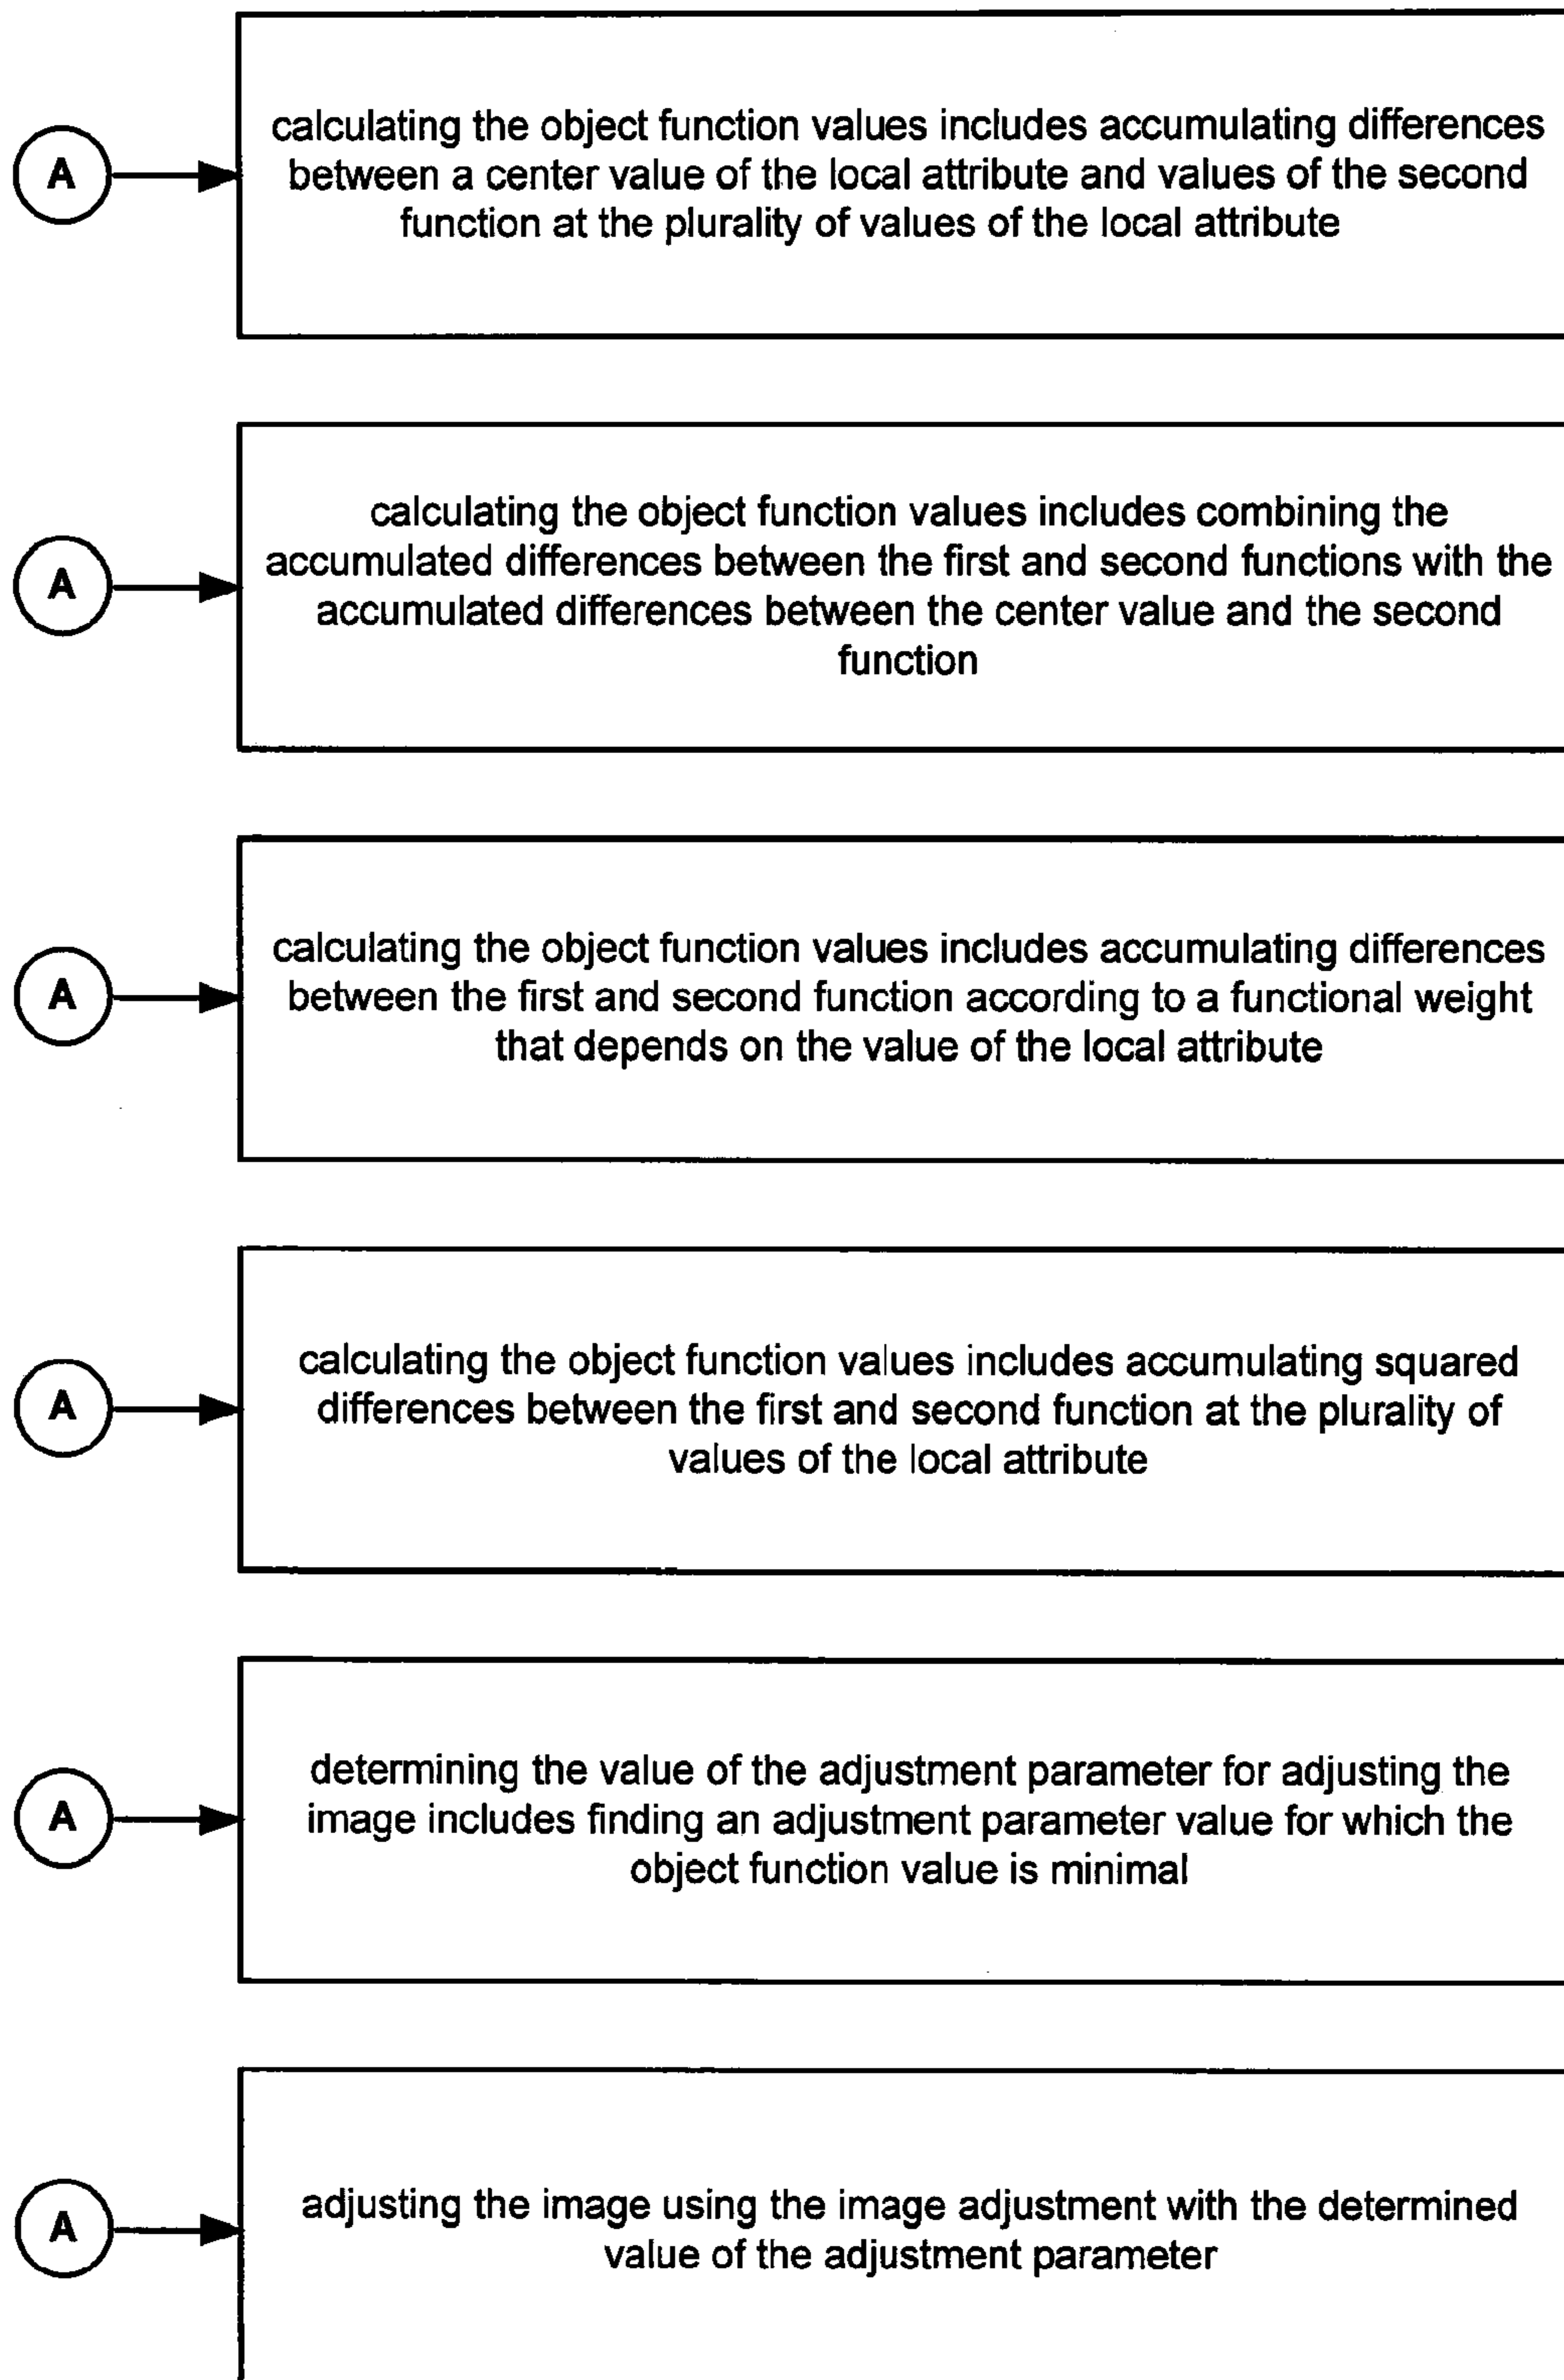 calculating the object function values includes accumulating differences
A
between a center value of the local attribute and values of the second
function at the plurality of values of the local attribute
calculating the object function values includes combining the
accumulated differences between the first and second functions with the
A
accumulated differences between the center value and the second
function
calculating the object function values includes accumulating differences
A
between the first and second function according to a functional weight
that depends on the value of the local attribute
calculating the object function values includes accumulating squared
A
differences between the first and second function at the plurality of
values of the local attribute
determining the value of the adjustment parameter for adjusting the
A
image includes finding an adjustment parameter value for which the
object function value is minimal
A
adjusting the image using the image adjustment with the determined
value of the adjustment parameter